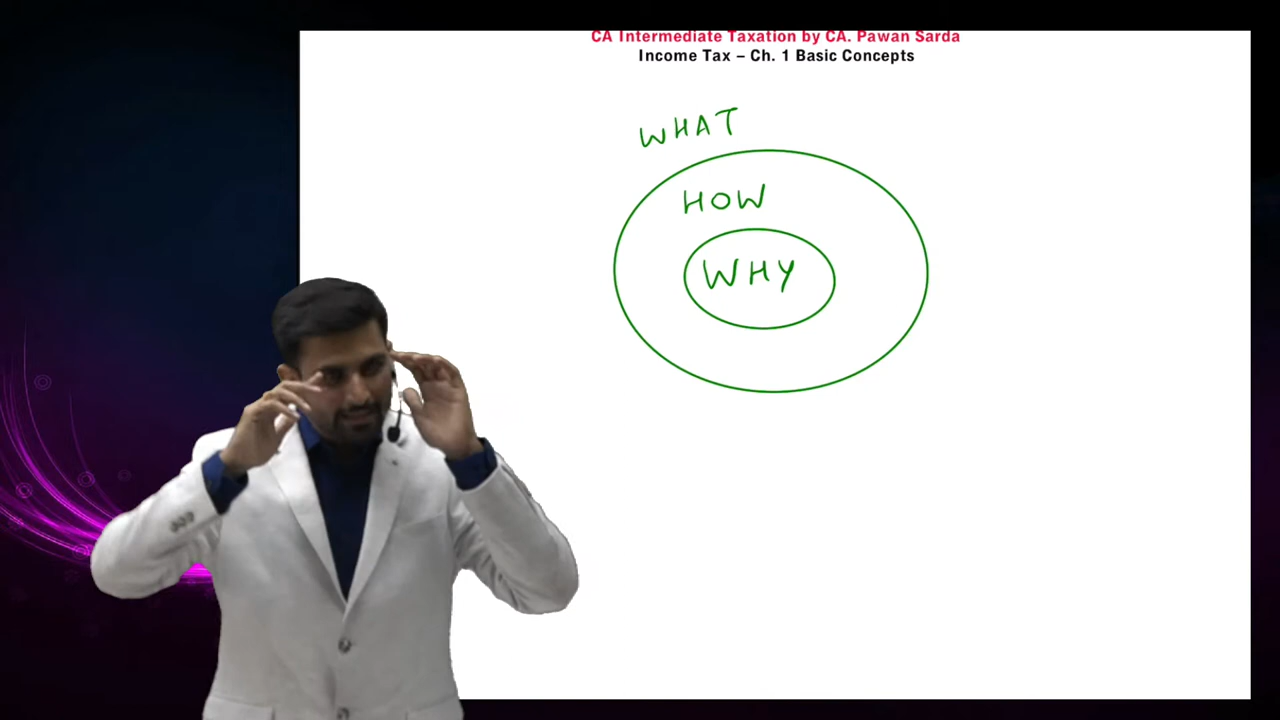 CA Intermediate Taxation by CA. Pawan Sarda
Income Tax – Ch. 1 Basic Concepts
WHAT
HOW
WHY